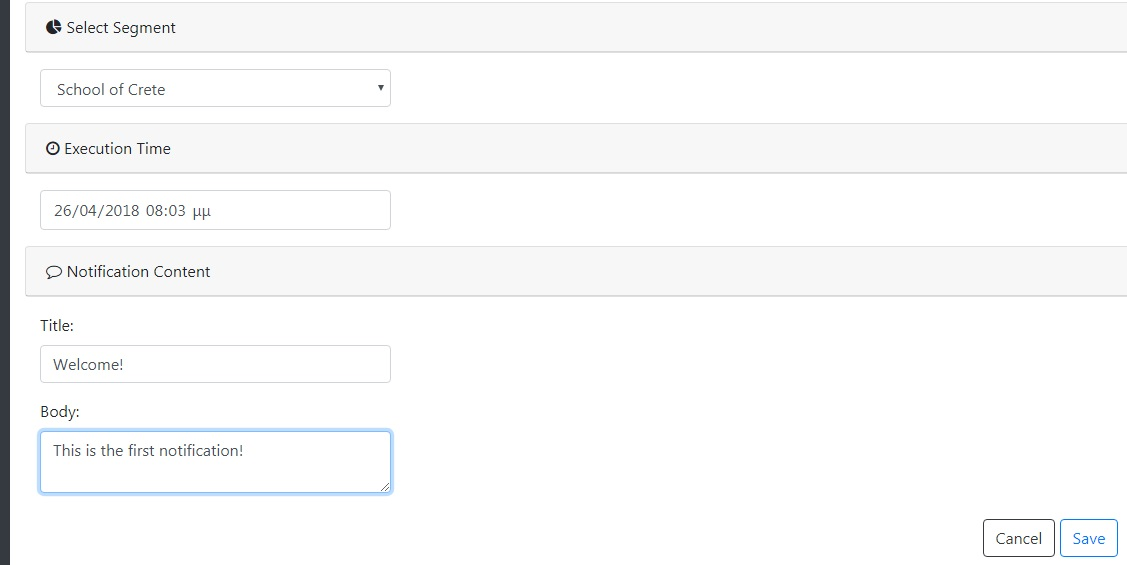 Select Segment
School of Crete
Execution Time
26/04/2018 08:03 μμ
Notification Content
Title:
Welcome!
Body:
This is the first notification!
Cancel Save